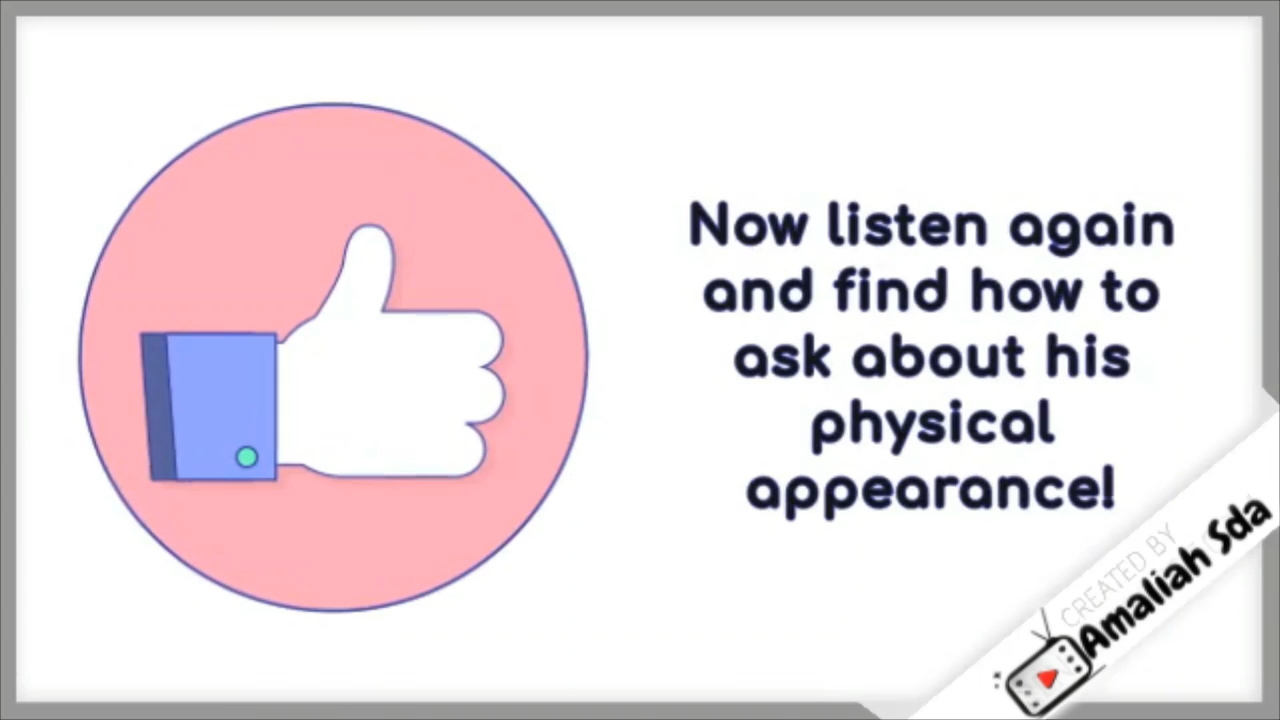 Now listen again
and find how to
ask about his
physical
appearance!
CREATED BY
Amaliah Sda